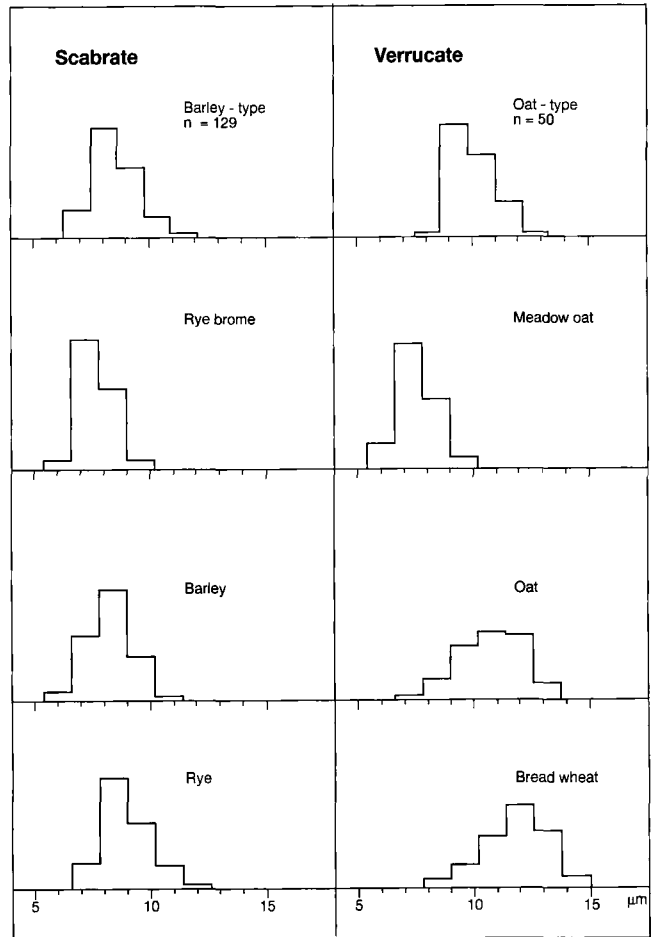 Scabrate
Verrucate
Barley - type
n = 129
Oat - type
n = 50
Rye brome
Meadow oat
Barley
Oat
Rye
Bread wheat
5 10 15
5 10 15 μm